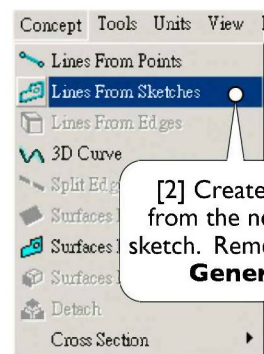 Concept Tools Units View
Lines From Points
Lines From Sketches
Lines From Edges
3D Curve
Split Edg
Surfaces
Surfaces
Surfaces
Detach
Cross Section
[2] Create
from the ne
sketch. Rem
Gener